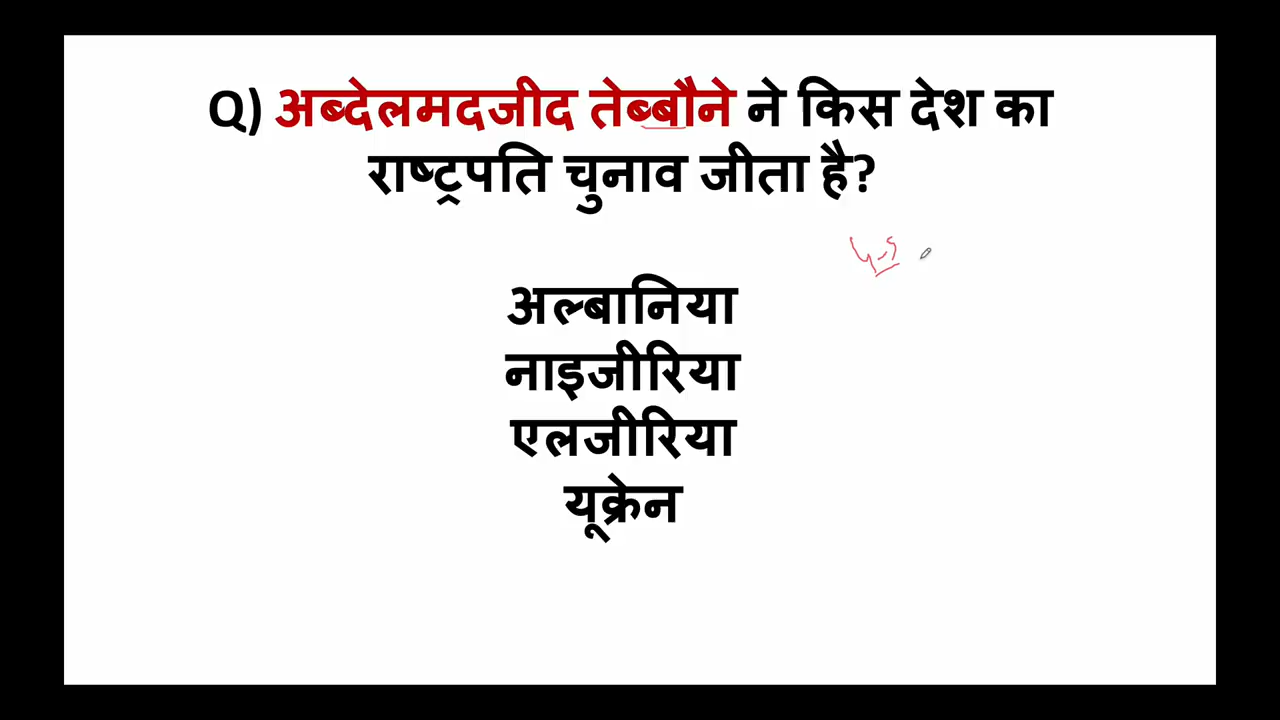 Q) अब्देलमदजीद तेब्बौने ने किस देश का
राष्ट्रपति चुनाव जीता है?
अल्बानिया
नाइजीरिया
एलजीरिया
यूक्रेन